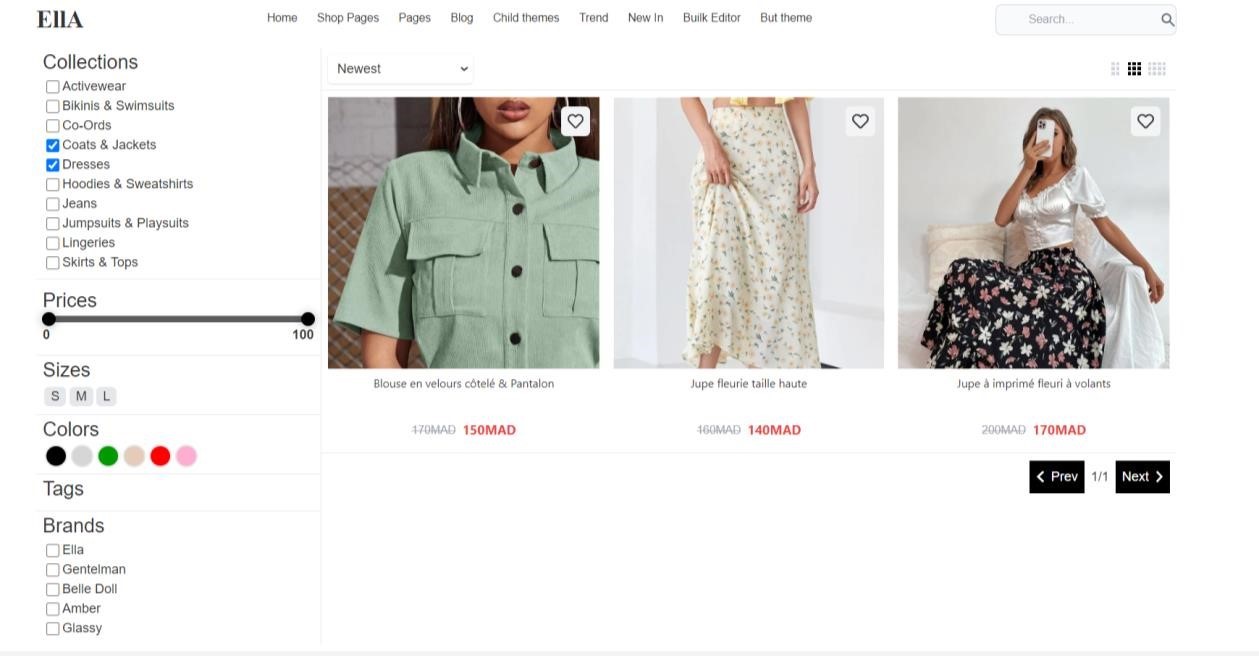 EllA
Home Shop Pages Pages Blog Child themes Trend New In Builk Editor But theme
Search...
Collections
Activewear
Bikinis & Swimsuits
Co-Ords
Coats & Jackets
Dresses
Hoodies & Sweatshirts
Jeans
Jumpsuits & Playsuits
Lingeries
Skirts & Tops
Prices
0 100
Sizes
S M L
Colors
Tags
Brands
Ella
Gentelman
Belle Doll
Amber
Glassy
Newest
Blouse en velours côtelé & Pantalon
170MAD 150MAD
Jupe fleurie taille haute
160MAD 140MAD
Jupe à imprimé fleuri à volants
200MAD 170MAD
Prev 1/1 Next